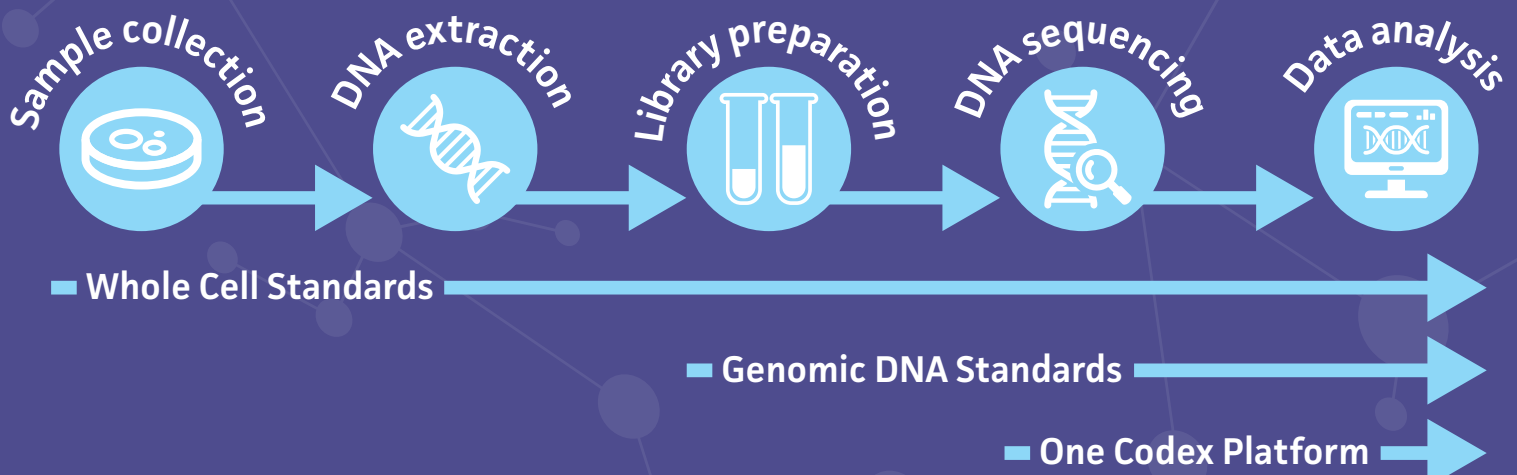 Sample collection
DNA extraction
Library preparation
DNA sequencing
Data analysis
Whole Cell Standards
Genomic DNA Standards
One Codex Platform